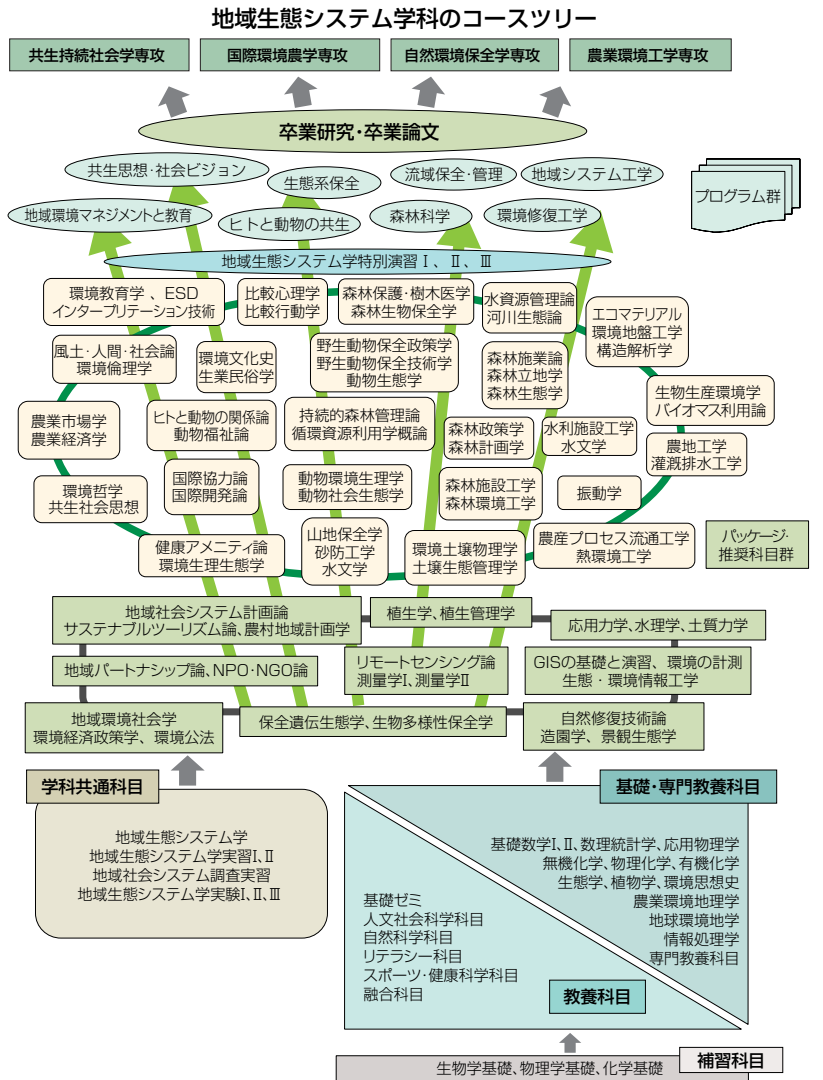 地域生態システム学科のコースツリー
共生持続社会学専攻
国際環境農学専攻
自然環境保全学専攻
農業環境工学専攻
卒業研究・卒業論文
共生思想・社会ビジョン
生態系保全
流域保全・管理
地域システム工学
プログラム群
地域環境マネジメントと教育
ヒトと動物の共生
森林科学
環境修復工学
地域生態システム学特別演習Ⅰ、Ⅱ、Ⅲ
環境教育学 、ESD
インタープリテーション技術
比較心理学
比較行動学
森林保護・樹木医学
森林生物保全学
水資源管理論
河川生態論
エコマテリアル
環境地盤工学
構造解析学
風土・人間・社会論
環境倫理学
環境文化史
生業民俗学
野生動物保全政策学
野生動物保全技術学
動物生態学
森林施業論
森林立地学
森林生態学
生物生産環境学
バイオマス利用論
農業市場学
農業経済学
ヒトと動物の関係論
動物福祉論
持続的森林管理論
循環資源利用学概論
森林政策学
森林計画学
水利施設工学
水文学
農地工学
灌漑排水工学
環境哲学
共生社会思想
国際協力論
国際開発論
動物環境生理学
動物社会生態学
森林施設工学
森林環境工学
振動学
健康アメニティ論
環境生理生態学
山地保全学
砂防工学
水文学
環境土壌物理学
土壌生態管理学
農産プロセス流通工学
熱環境工学
パッケージ・
推奨科目群
地域社会システム計画論
サステナブルツーリズム論、農村地域計画学
植生学、植生管理学
応用力学、水理学、土質力学
地域パートナシップ論、NPO・NGO論
リモートセンシング論
測量学Ⅰ、測量学Ⅱ
GISの基礎と演習、環境の計測
生態・環境情報工学
地域環境社会学
環境経済政策学、環境公法
保全遺伝生態学、生物多様性保全学
自然修復技術論
造園学、景観生態学
学科共通科目
地域生態システム学
地域生態システム学実習Ⅰ、Ⅱ
地域社会システム調査実習
地域生態システム学実験Ⅰ、Ⅱ、Ⅲ
基礎・専門教養科目
基礎数学Ⅰ、Ⅱ、数理統計学、応用物理学
無機化学、物理化学、有機化学
生態学、植物学、環境思想史
農業環境地理学
地球環境地学
情報処理学
専門教養科目
基礎ゼミ
人文社会科学科目
自然科学科目
リテラシー科目
スポーツ・健康科学科目
融合科目
教養科目
補習科目
生物学基礎、物理学基礎、化学基礎